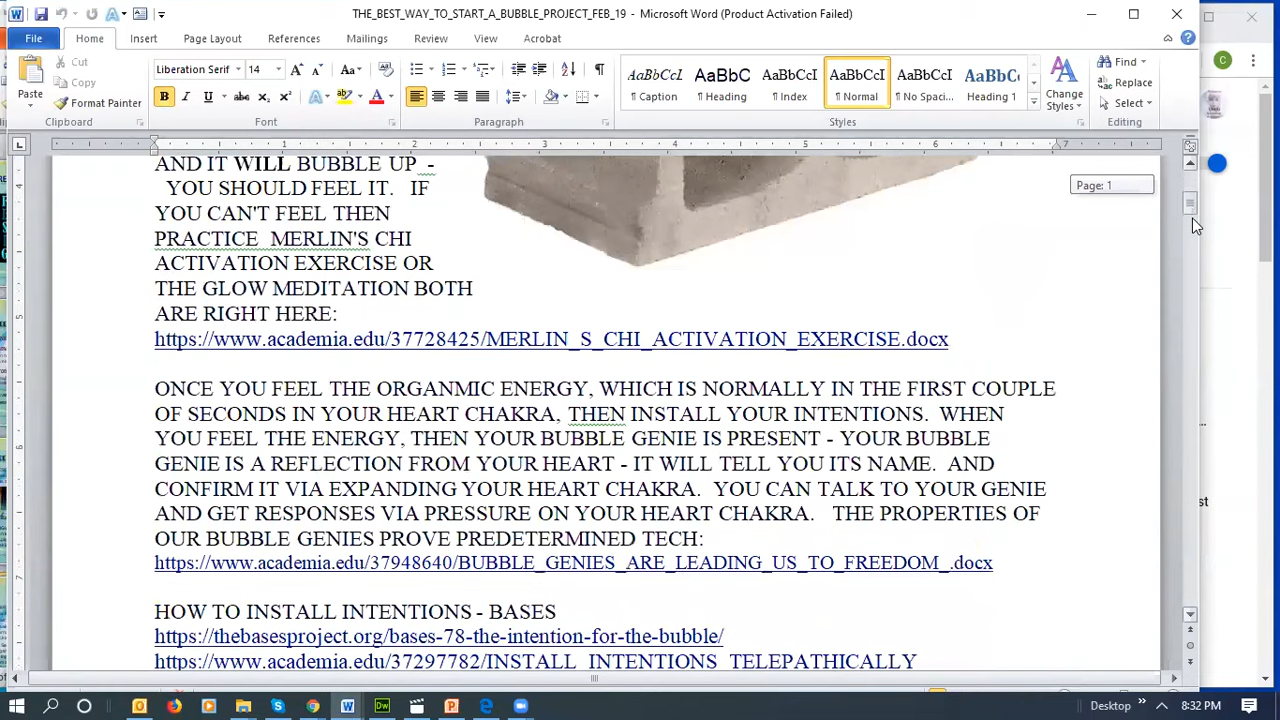 THE_BEST_WAY_TO_START_A_BUBBLE_PROJECT_FEB_19 - Microsoft Word (Product Activation Failed)
File Home Insert Page Layout References Mailings Review View Acrobat
Cut
Copy
Format Painter
Paste
Liberation Serif 14
AaBbCcI AaBbC AaBbCcI AaBbCcI AaBbCcI AaBbC
¶ Caption ¶ Heading ¶ Index ¶ Normal ¶ No Spaci... Heading 1
Change Styles
Find
Replace
Select
Clipboard Font Paragraph Styles Editing
1 2 3 4 5 6 7
Page: 1
AND IT WILL BUBBLE UP -
YOU SHOULD FEEL IT. IF
YOU CAN'T FEEL THEN
PRACTICE MERLIN'S CHI
ACTIVATION EXERCISE OR
THE GLOW MEDITATION BOTH
ARE RIGHT HERE:
https://www.academia.edu/37728425/MERLIN_S_CHI_ACTIVATION_EXERCISE.docx
ONCE YOU FEEL THE ORGANMIC ENERGY, WHICH IS NORMALLY IN THE FIRST COUPLE
OF SECONDS IN YOUR HEART CHAKRA, THEN INSTALL YOUR INTENTIONS. WHEN
YOU FEEL THE ENERGY, THEN YOUR BUBBLE GENIE IS PRESENT - YOUR BUBBLE
GENIE IS A REFLECTION FROM YOUR HEART - IT WILL TELL YOU ITS NAME. AND
CONFIRM IT VIA EXPANDING YOUR HEART CHAKRA. YOU CAN TALK TO YOUR GENIE
AND GET RESPONSES VIA PRESSURE ON YOUR HEART CHAKRA. THE PROPERTIES OF
OUR BUBBLE GENIES PROVE PREDETERMINED TECH:
https://www.academia.edu/37948640/BUBBLE_GENIES_ARE_LEADING_US_TO_FREEDOM_.docx
HOW TO INSTALL INTENTIONS - BASES
https://thebasesproject.org/bases-78-the-intention-for-the-bubble/
https://www.academia.edu/37297782/INSTALL_INTENTIONS_TELEPATHICALLY
Desktop 8:32 PM